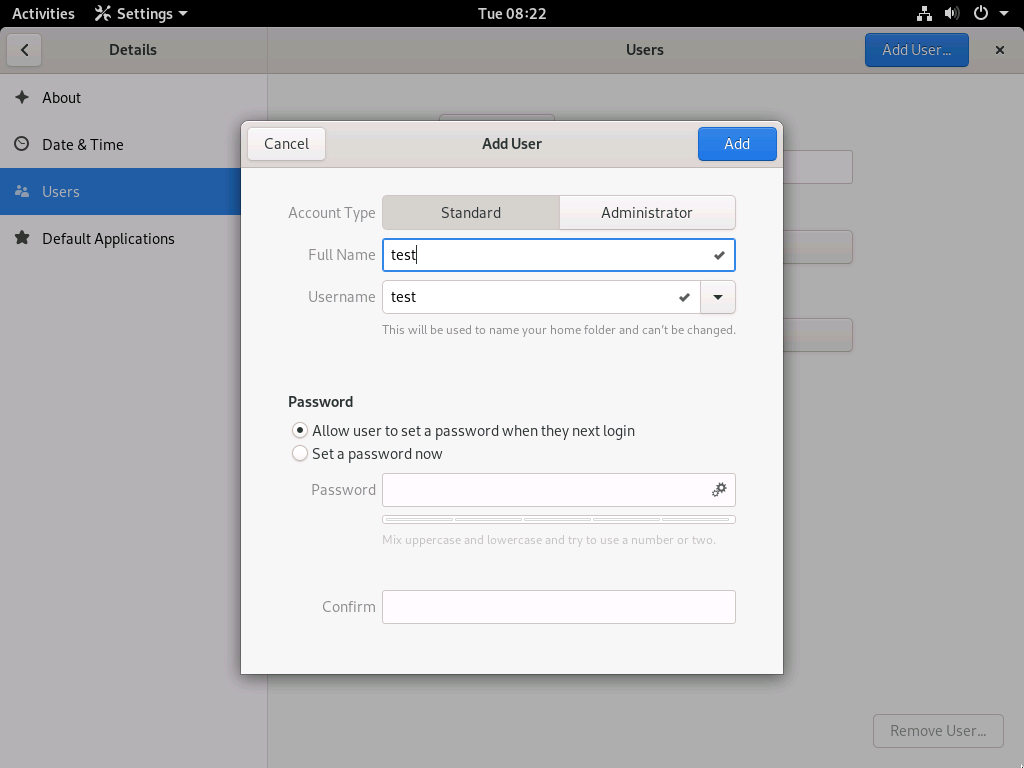 Activities Settings Tue 08:22
Details Users Add User...
About
Date & Time
Users
Default Applications
Cancel Add User Add
Account Type Standard Administrator
Full Name test
Username test
This will be used to name your home folder and can't be changed.
Password
Allow user to set a password when they next login
Set a password now
Password
Mix uppercase and lowercase and try to use a number or two.
Confirm
Remove User...